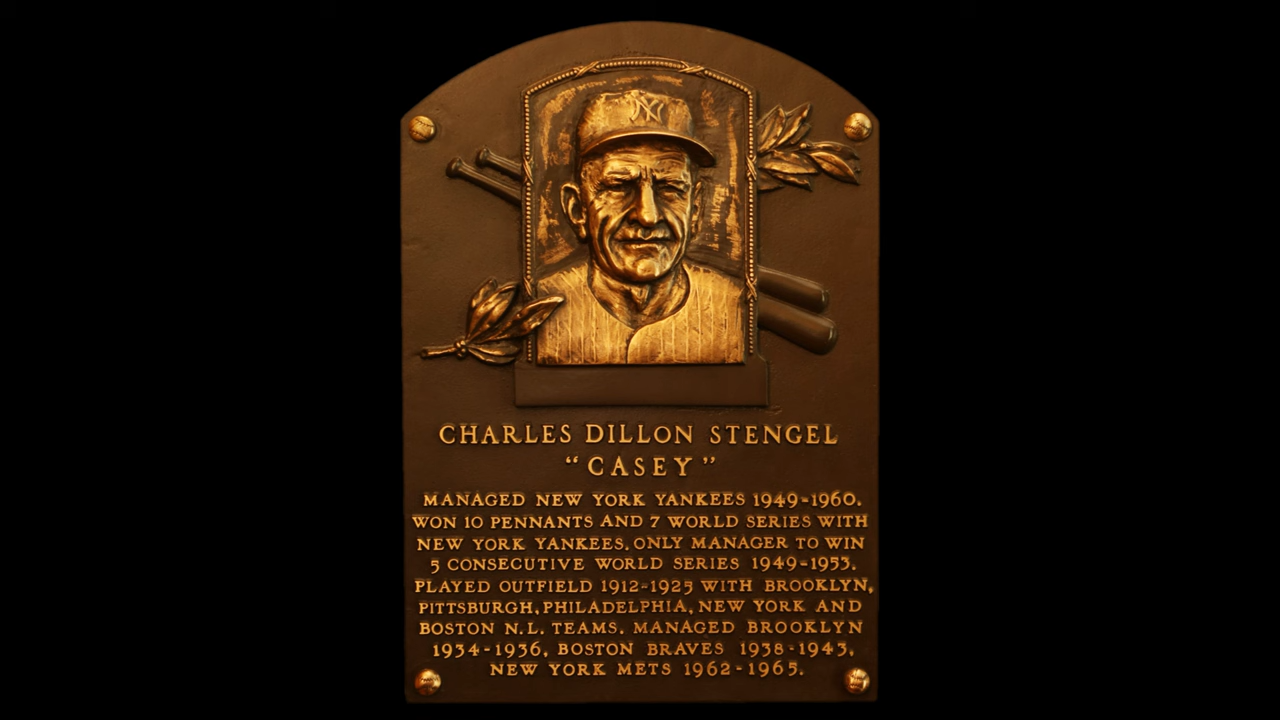 NY
CHARLES DILLON STENGEL
“CASEY”
MANAGED NEW YORK YANKEES 1949-1960.
WON 10 PENNANTS AND 7 WORLD SERIES WITH
NEW YORK YANKEES. ONLY MANAGER TO WIN
5 CONSECUTIVE WORLD SERIES 1949-1953.
PLAYED OUTFIELD 1912-1925 WITH BROOKLYN,
PITTSBURGH, PHILADELPHIA, NEW YORK AND
BOSTON N.L. TEAMS. MANAGED BROOKLYN
1934-1936, BOSTON BRAVES 1938-1943,
NEW YORK METS 1962-1965.